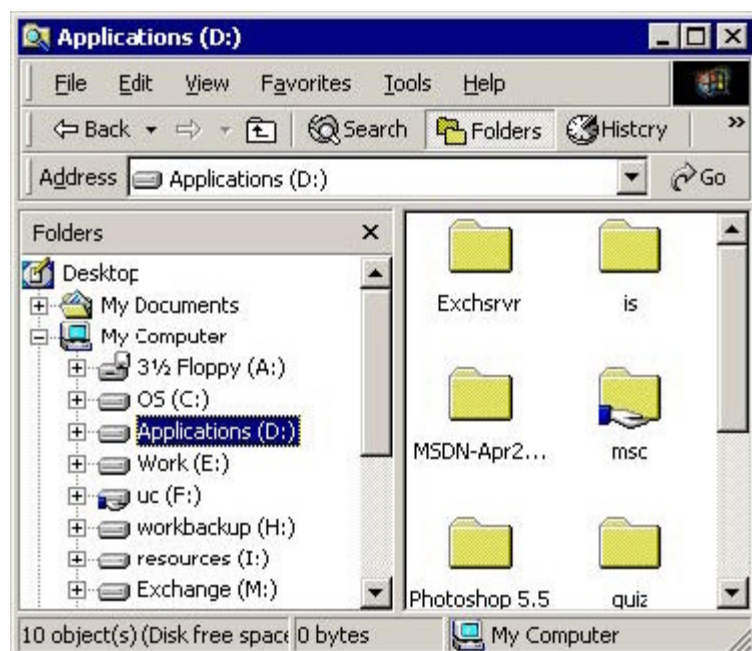 Applications (D:)
File Edit View Favorites Tools Help
Back Search Folders Histcry »
Address Applications (D:) Go
Folders
Desktop
My Documents
My Computer
3½ Floppy (A:)
OS (C:)
Applications (D:)
Work (E:)
uc (F:)
workbackup (H:)
resources (I:)
Exchange (M:)
Exchsrvr is
MSDN-Apr2... msc
Photoshop 5.5 quiz
10 object(s) (Disk free space 0 bytes My Computer